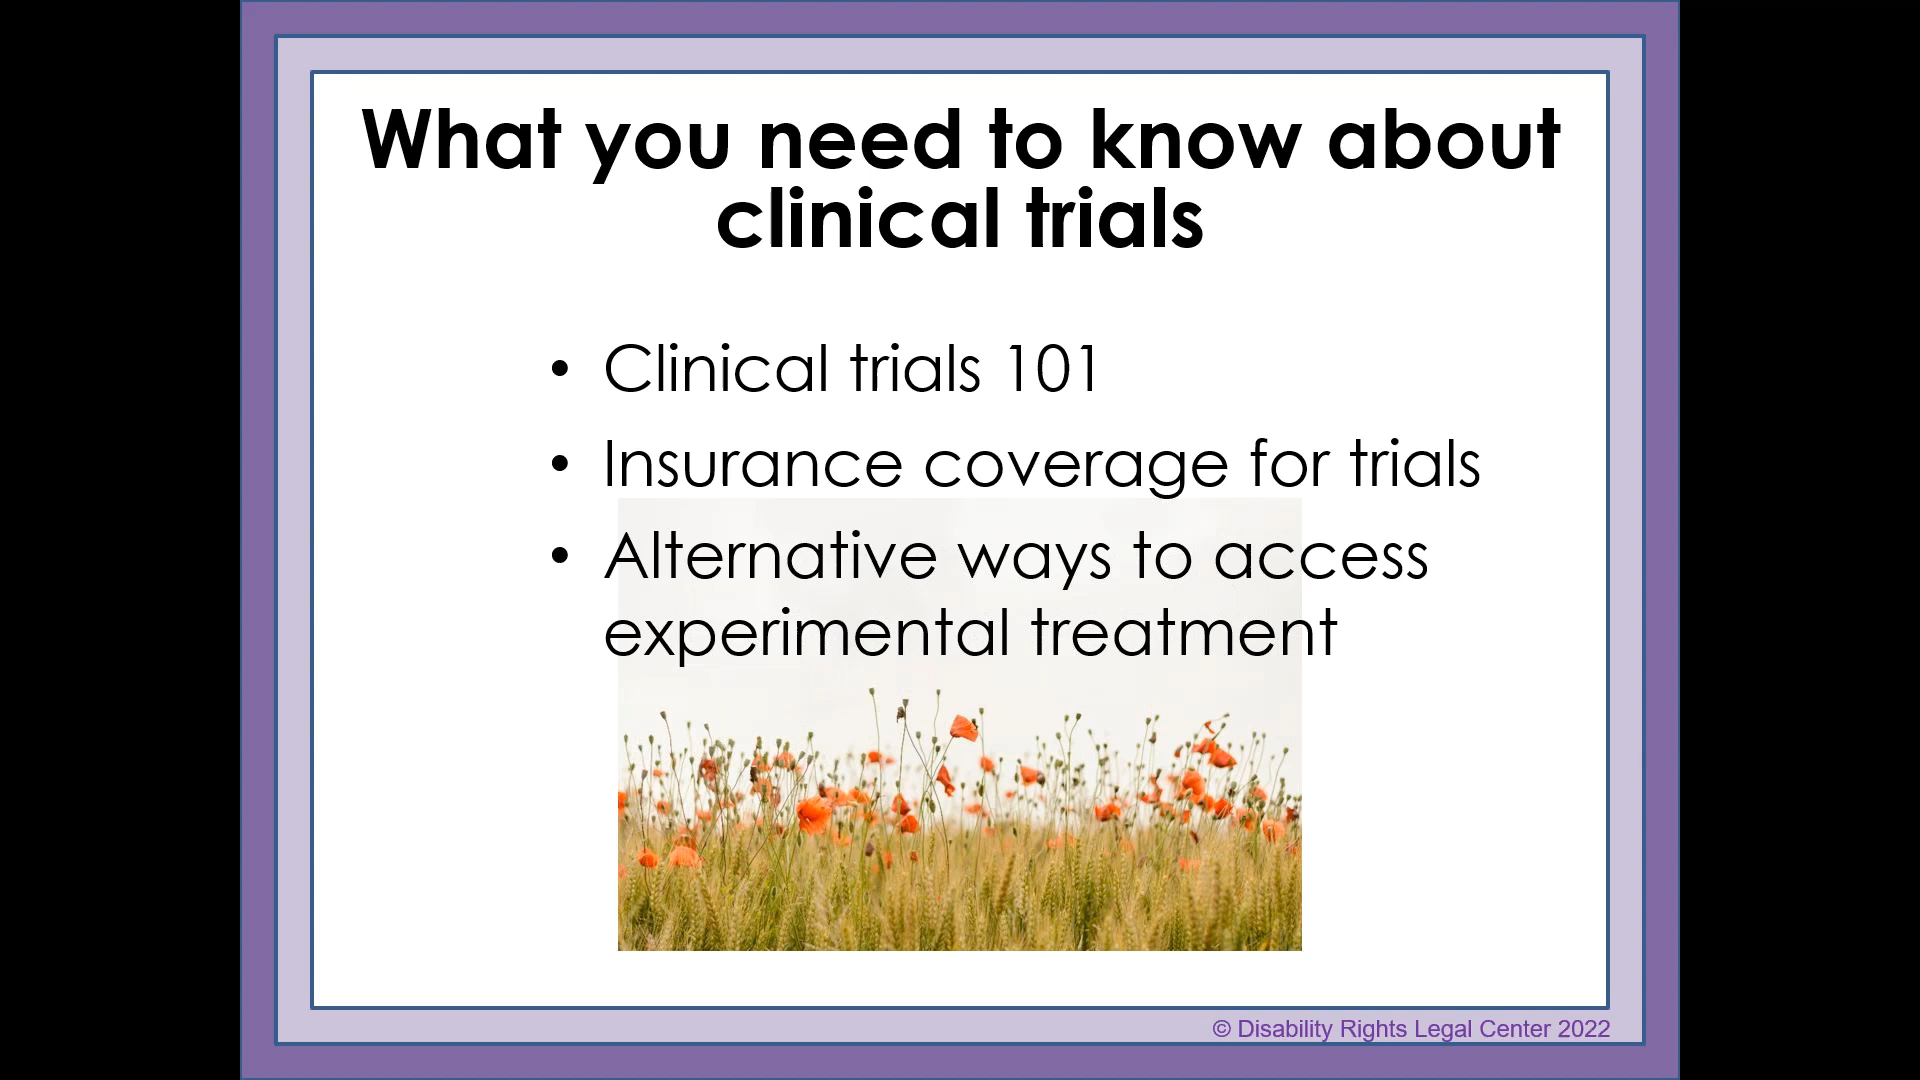 What you need to know about
clinical trials
• Clinical trials 101
• Insurance coverage for trials
• Alternative ways to access
experimental treatment
© Disability Rights Legal Center 2022